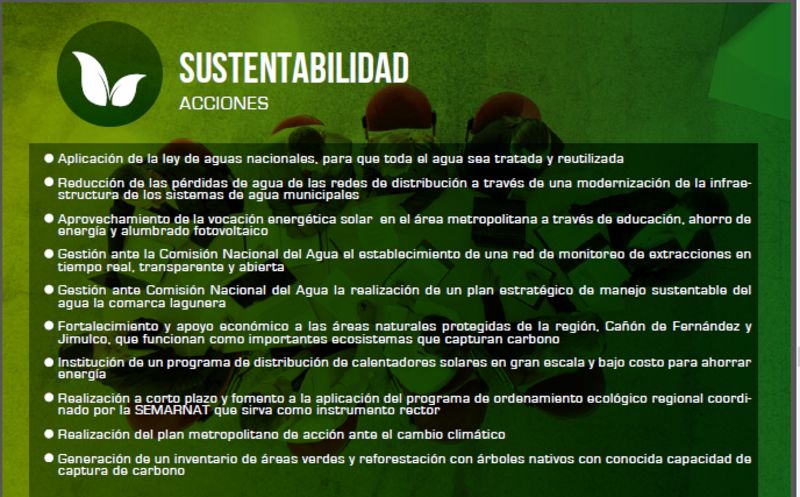 SUSTENTABILIDAD
ACCIONES
● Aplicación de la ley de aguas nacionales, para que toda el agua sea tratada y reutilizada
● Reducción de las pérdidas de agua de las redes de distribución a través de una modernización de la infrae-
structura de los sistemas de agua municipales
● Aprovechamiento de la vocación energética solar en el área metropolitana a través de educación, ahorro de
energía y alumbrado fotovoltaico
● Gestión ante la Comisión Nacional del Agua el establecimiento de una red de monitoreo de extracciones en
tiempo real, transparente y abierta
● Gestión ante Comisión Nacional del Agua la realización de un plan estratégico de manejo sustentable del
agua la comarca lagunera
● Fortalecimiento y apoyo económico a las áreas naturales protegidas de la región, Cañón de Fernández y
Jimulco, que funcionan como importantes ecosistemas que capturan carbono
● Institución de un programa de distribución de calentadores solares en gran escala y bajo costo para ahorrar
energía
● Realización a corto plazo y fomento a la aplicación del programa de ordenamiento ecológico regional coordi-
nado por la SEMARNAT que sirva como instrumento rector
● Realización del plan metropolitano de acción ante el cambio climático
● Generación de un inventario de áreas verdes y reforestación con árboles nativos con conocida capacidad de
captura de carbono